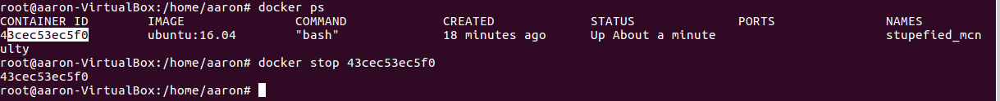 root@aaron-VirtualBox:/home/aaron# docker ps
CONTAINER ID        IMAGE               COMMAND             CREATED             STATUS              PORTS               NAMES
43cec53ec5f0        ubuntu:16.04        "bash"              18 minutes ago      Up About a minute                       stupefied_mcn
ulty
root@aaron-VirtualBox:/home/aaron# docker stop 43cec53ec5f0
43cec53ec5f0
root@aaron-VirtualBox:/home/aaron#